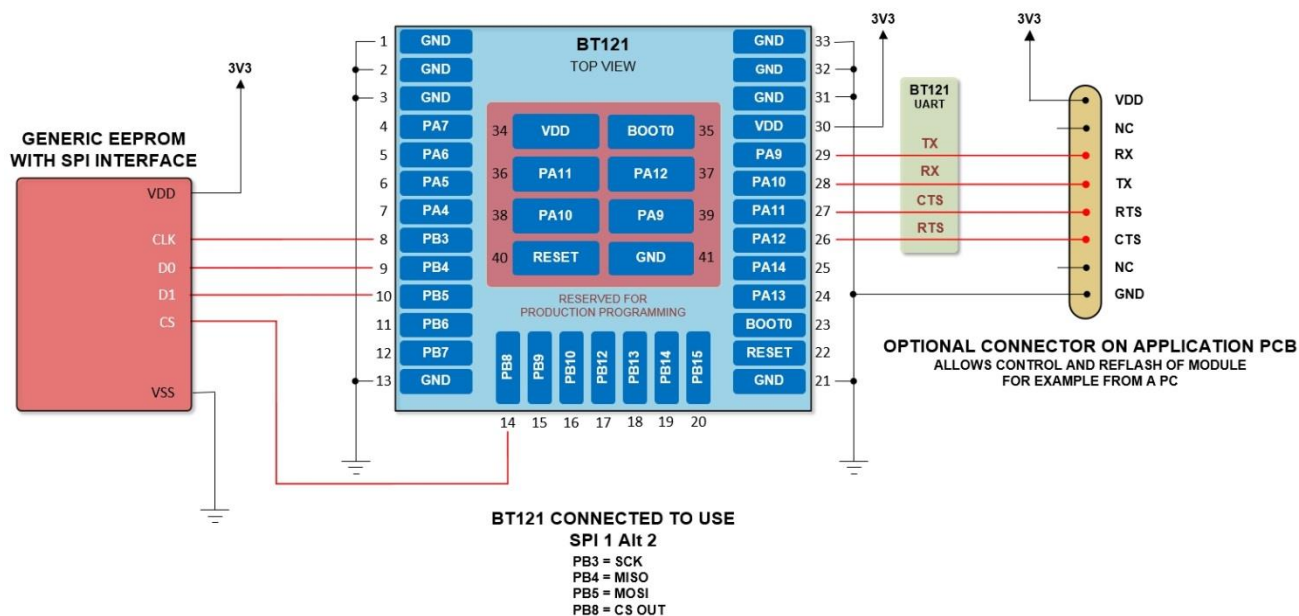 GENERIC EEPROM
WITH SPI INTERFACE
3V3
VDD
CLK
D0
D1
CS
VSS
BT121
TOP VIEW
1 GND
2 GND
3 GND
4 PA7
5 PA6
6 PA5
7 PA4
8 PB3
9 PB4
10 PB5
11 PB6
12 PB7
13 GND
34 VDD BOOT0 35
36 PA11 PA12 37
38 PA10 PA9 39
40 RESET GND 41
RESERVED FOR
PRODUCTION PROGRAMMING
PB8 PB9 PB10 PB12 PB13 PB14 PB15
14 15 16 17 18 19 20
GND 33
GND 32
GND 31
VDD 30
PA9 29
PA10 28
PA11 27
PA12 26
PA14 25
PA13 24
BOOT0 23
RESET 22
GND 21
3V3
BT121
UART
TX
RX
CTS
RTS
3V3
VDD
NC
RX
TX
RTS
CTS
NC
GND
OPTIONAL CONNECTOR ON APPLICATION PCB
ALLOWS CONTROL AND REFLASH OF MODULE
FOR EXAMPLE FROM A PC
BT121 CONNECTED TO USE
SPI 1 Alt 2
PB3 = SCK
PB4 = MISO
PB5 = MOSI
PB8 = CS OUT